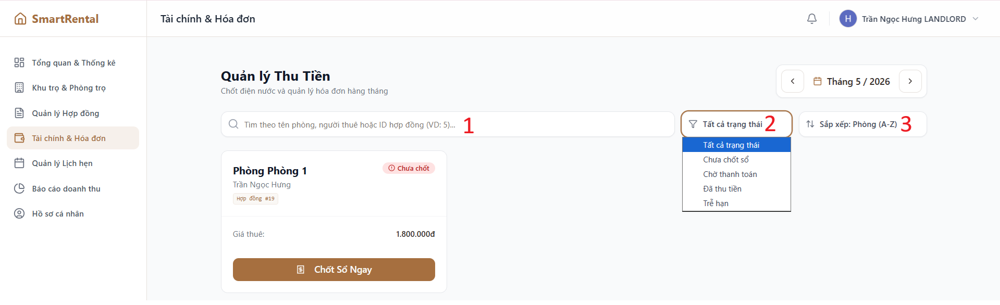 SmartRental
Tài chính & Hóa đơn
H
Trần Ngọc Hưng LANDLORD
Tổng quan & Thống kê
Khu trọ & Phòng trọ
Quản lý Hợp đồng
Tài chính & Hóa đơn
Quản lý Lịch hẹn
Báo cáo doanh thu
Hồ sơ cá nhân
Quản lý Thu Tiền
Chốt điện nước và quản lý hóa đơn hàng tháng
Tháng 5 / 2026
Tìm theo tên phòng, người thuê hoặc ID hợp đồng (VD: 5)... 1
Tất cả trạng thái 2
Sắp xếp: Phòng (A-Z) 3
Tất cả trạng thái
Chưa chốt sổ
Chờ thanh toán
Đã thu tiền
Trễ hạn
Phòng Phòng 1
Chưa chốt
Trần Ngọc Hưng
Hợp đồng #19
Giá thuê: 1.800.000đ
Chốt Sổ Ngay